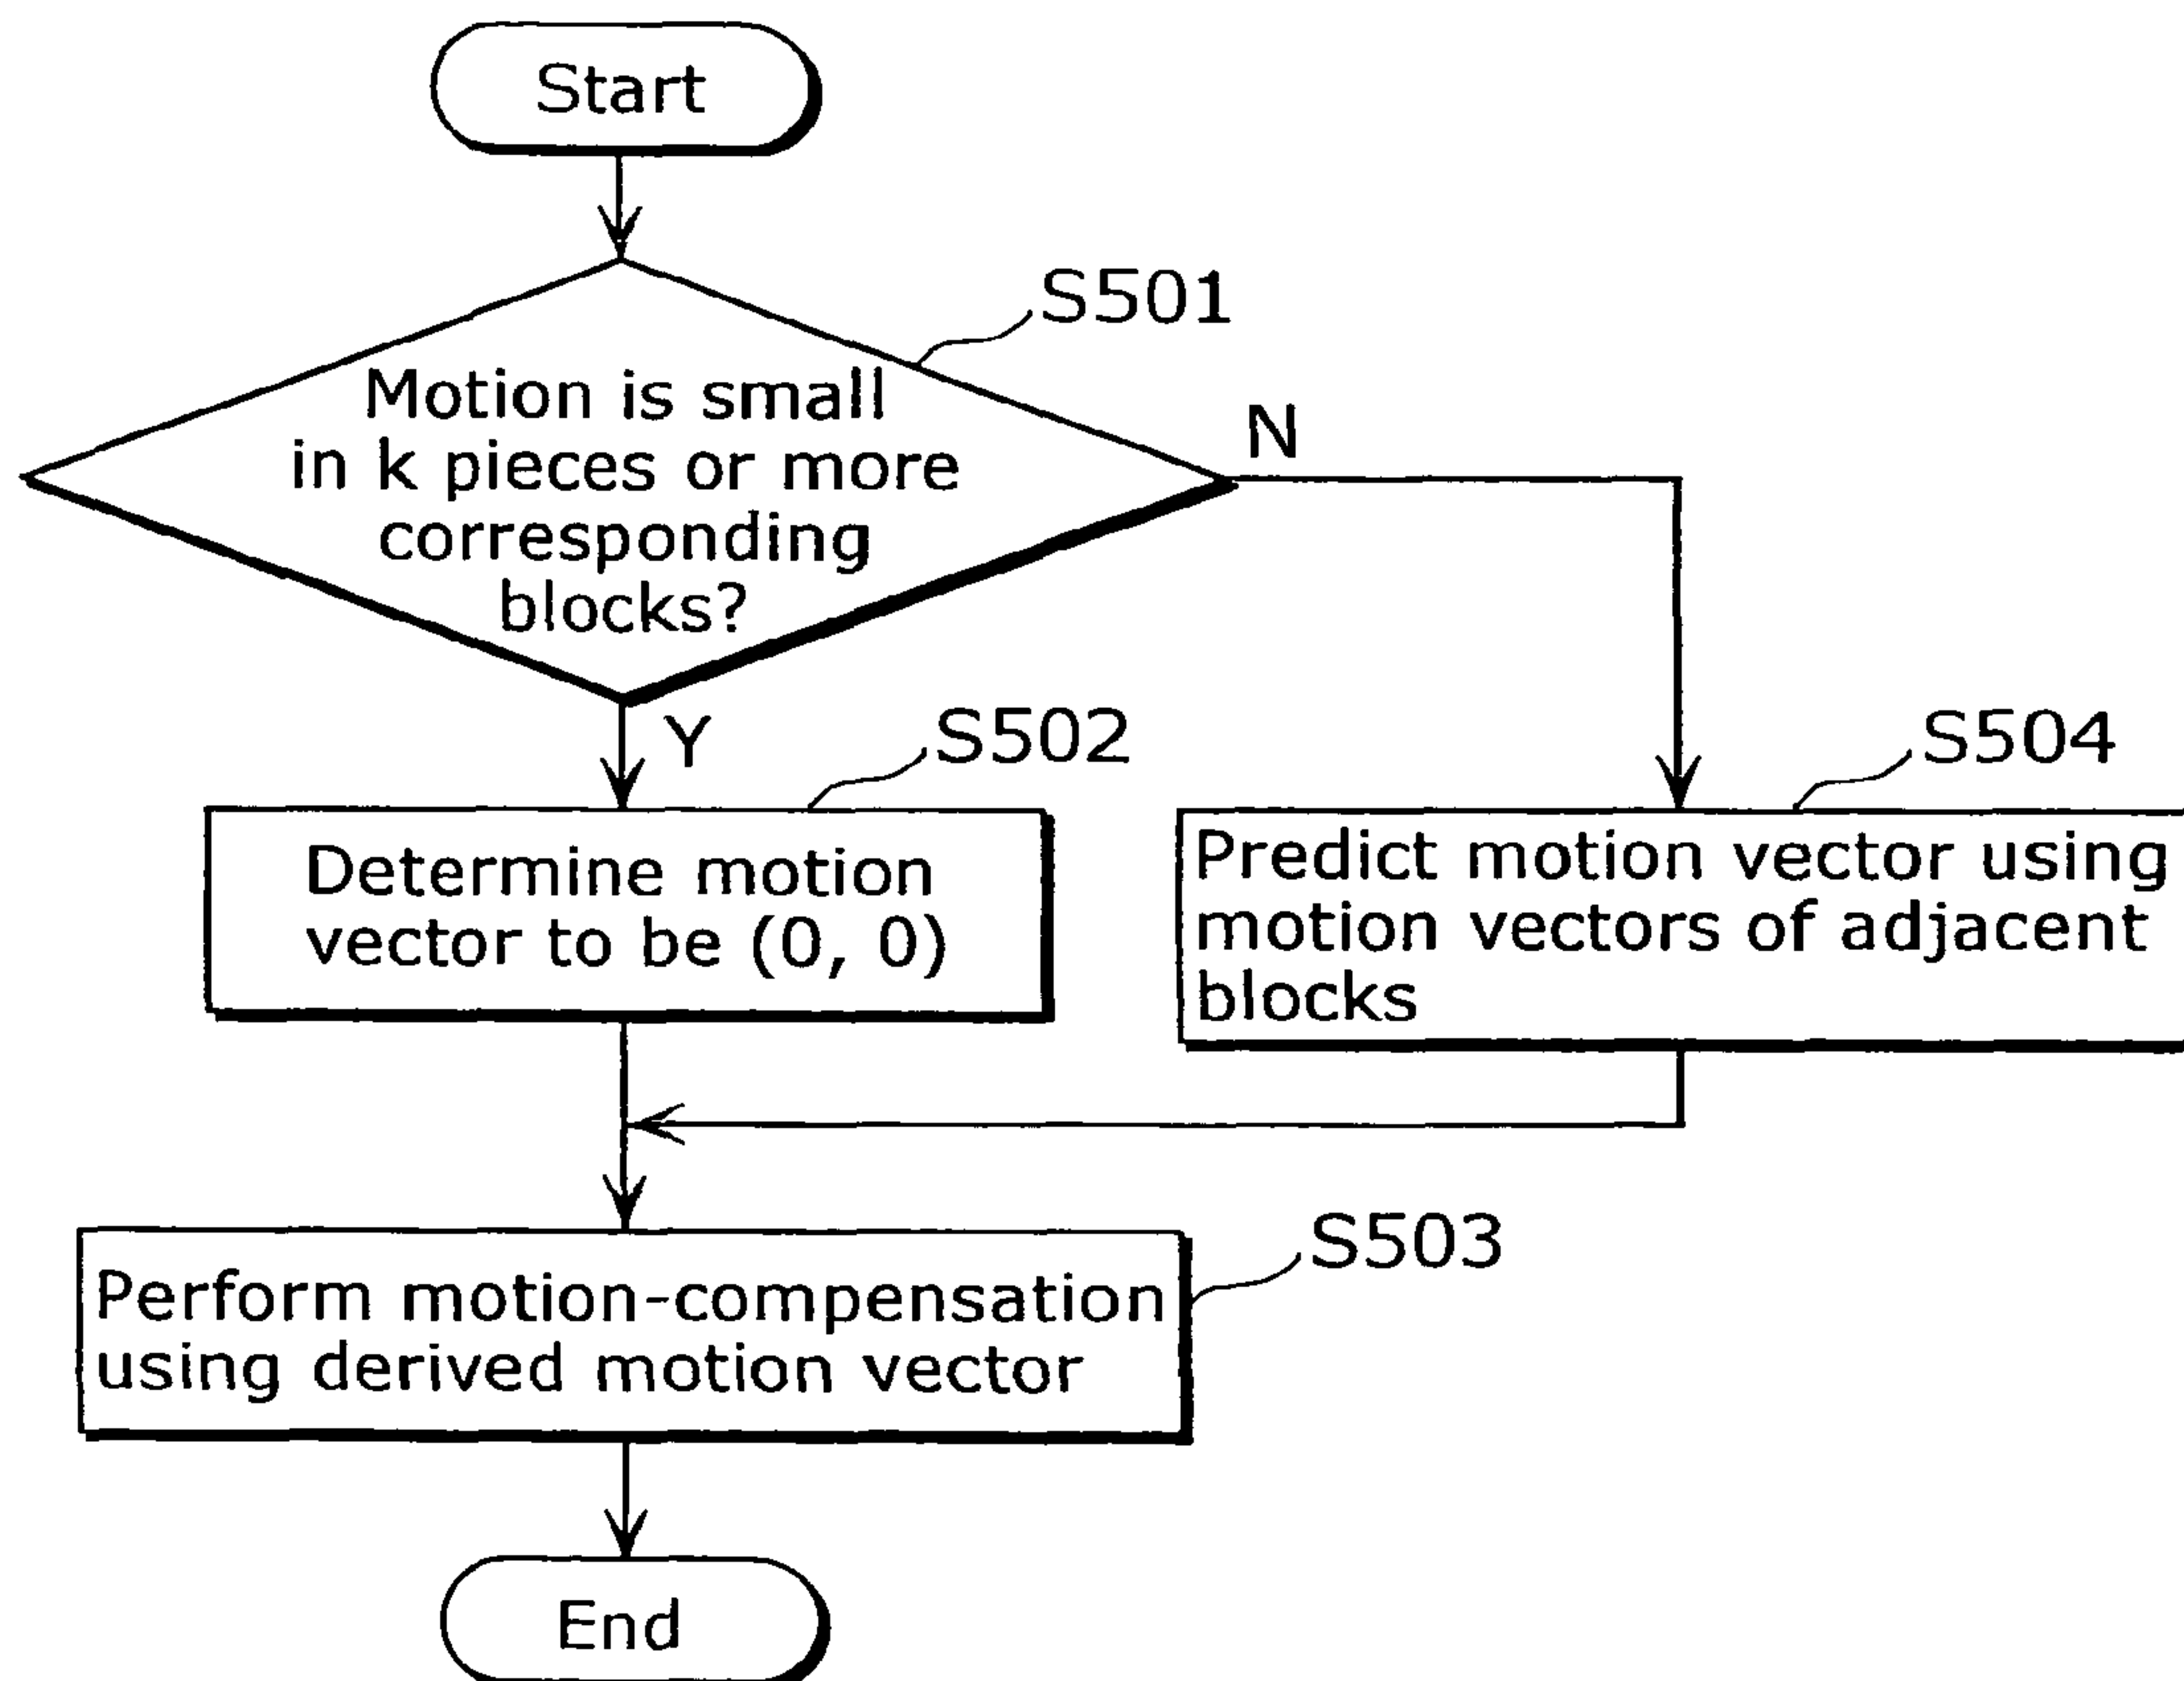 Start
S501
Motion is small
in k pieces or more
corresponding
blocks?
N
Y
S502
Determine motion
vector to be (0, 0)
S504
Predict motion vector using
motion vectors of adjacent
blocks
S503
Perform motion-compensation
using derived motion vector
End